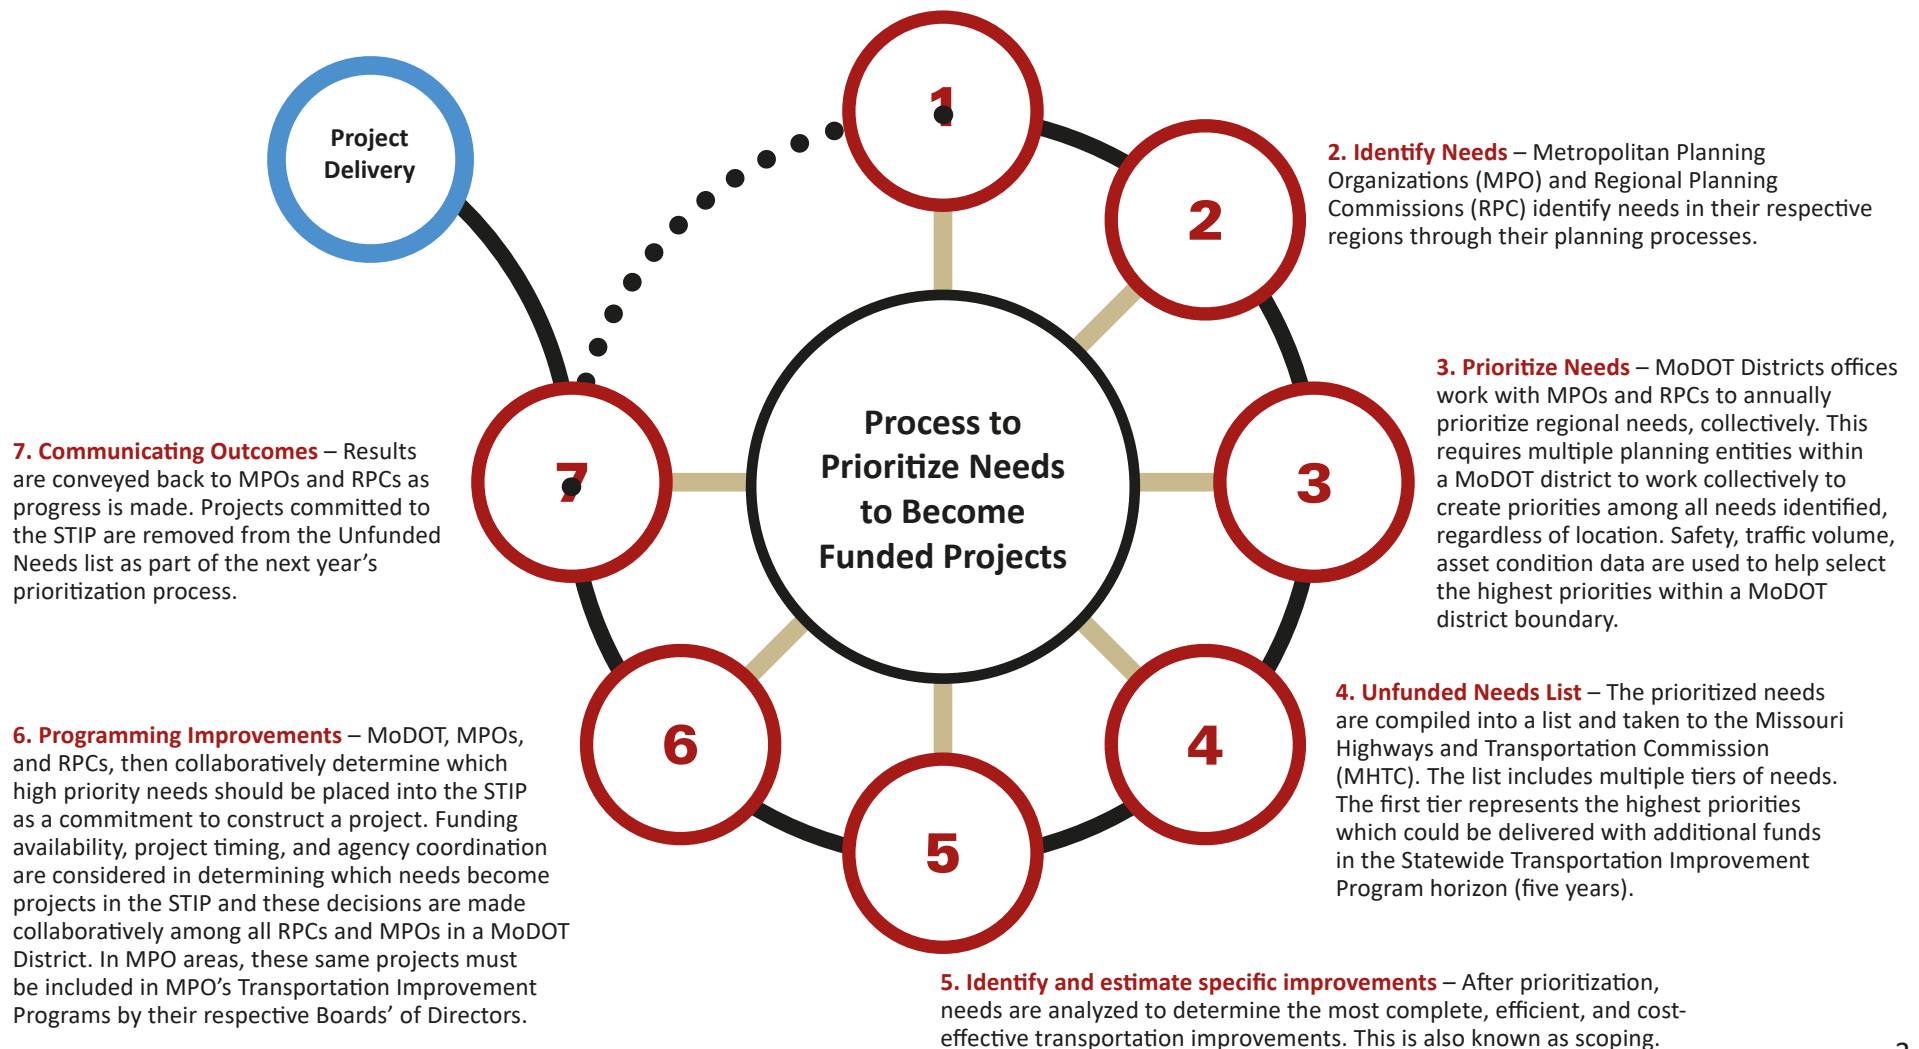 Project
Delivery
1
2
3
4
5
6
7
Process to
Prioritize Needs
to Become
Funded Projects
2. Identify Needs – Metropolitan Planning
Organizations (MPO) and Regional Planning
Commissions (RPC) identify needs in their respective
regions through their planning processes.
3. Prioritize Needs – MoDOT Districts offices
work with MPOs and RPCs to annually
prioritize regional needs, collectively. This
requires multiple planning entities within
a MoDOT district to work collectively to
create priorities among all needs identified,
regardless of location. Safety, traffic volume,
asset condition data are used to help select
the highest priorities within a MoDOT
district boundary.
4. Unfunded Needs List – The prioritized needs
are compiled into a list and taken to the Missouri
Highways and Transportation Commission
(MHTC). The list includes multiple tiers of needs.
The first tier represents the highest priorities
which could be delivered with additional funds
in the Statewide Transportation Improvement
Program horizon (five years).
5. Identify and estimate specific improvements – After prioritization,
needs are analyzed to determine the most complete, efficient, and cost-
effective transportation improvements. This is also known as scoping.
6. Programming Improvements – MoDOT, MPOs,
and RPCs, then collaboratively determine which
high priority needs should be placed into the STIP
as a commitment to construct a project. Funding
availability, project timing, and agency coordination
are considered in determining which needs become
projects in the STIP and these decisions are made
collaboratively among all RPCs and MPOs in a MoDOT
District. In MPO areas, these same projects must
be included in MPO's Transportation Improvement
Programs by their respective Boards' of Directors.
7. Communicating Outcomes – Results
are conveyed back to MPOs and RPCs as
progress is made. Projects committed to
the STIP are removed from the Unfunded
Needs list as part of the next year's
prioritization process.